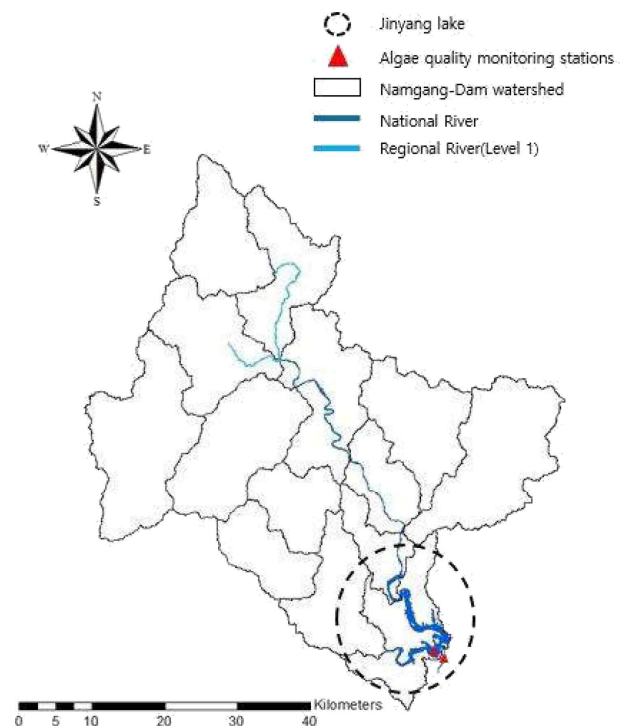 Jinyang lake
Algae quality monitoring stations
Namgang-Dam watershed
National River
Regional River(Level 1)
N
W E
S
Kilometers
0 5 10 20 30 40